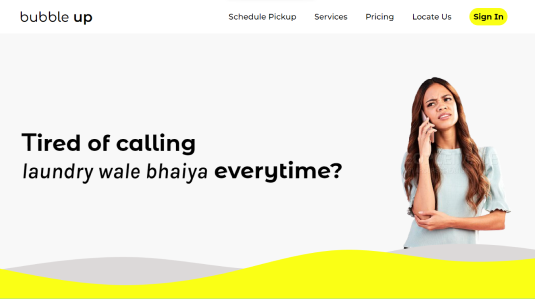 bubble up
Schedule Pickup
Services
Pricing
Locate Us
Sign In
Tired of calling
laundry wale bhaiya everytime?